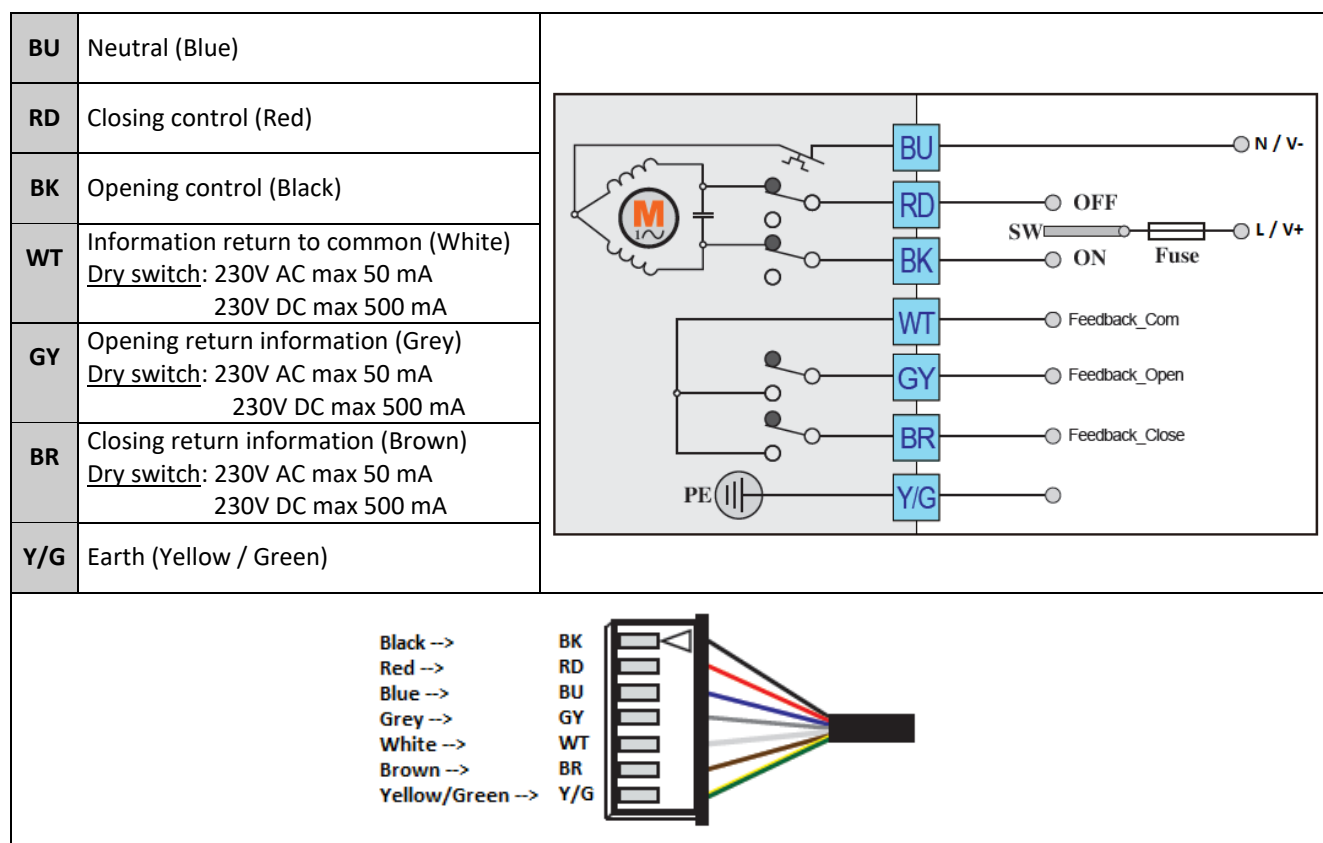 BU Neutral (Blue)
RD Closing control (Red)
BK Opening control (Black)
WT Information return to common (White)
Dry switch: 230V AC max 50 mA
230V DC max 500 mA
GY Opening return information (Grey)
Dry switch: 230V AC max 50 mA
230V DC max 500 mA
BR Closing return information (Brown)
Dry switch: 230V AC max 50 mA
230V DC max 500 mA
Y/G Earth (Yellow / Green)
BU N / V-
M
1
RD OFF
SW L / V+
BK ON Fuse
WT Feedback_Com
GY Feedback_Open
BR Feedback_Close
PE Y/G
Black --> BK
Red --> RD
Blue --> BU
Grey --> GY
White --> WT
Brown --> BR
Yellow/Green --> Y/G